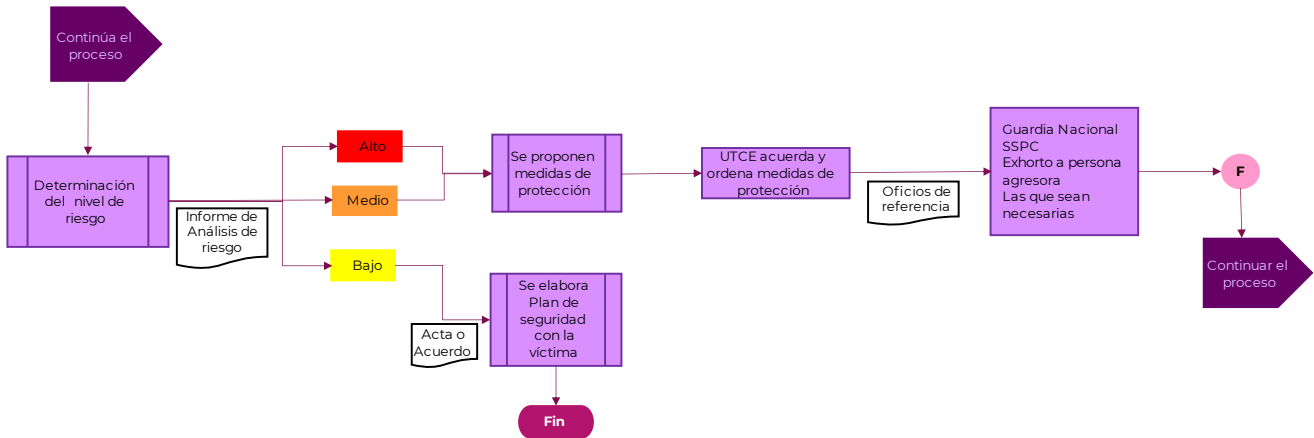 Continúa el
proceso
Determinación
del nivel de
riesgo
Informe de
Análisis de
riesgo
Alto
Medio
Bajo
Se proponen
medidas de
protección
UTCE acuerda y
ordena medidas de
protección
Oficios de
referencia
Guardia Nacional
SSPC
Exhorto a persona
agresora
Las que sean
necesarias
F
Continuar el
proceso
Acta o
Acuerdo
Se elabora
Plan de
seguridad
con la
víctima
Fin